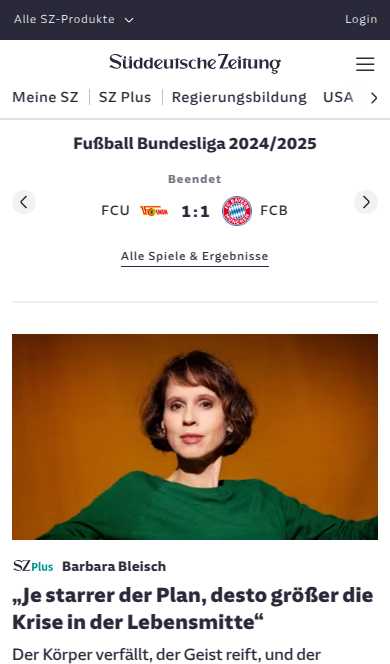 Alle SZ-Produkte Login
Süddeutsche Zeitung
Meine SZ SZ Plus Regierungsbildung USA
Fußball Bundesliga 2024/2025
Beendet
FCU 1:1 FCB
Alle Spiele & Ergebnisse
SZ Plus Barbara Bleisch
„Je starrer der Plan, desto größer die
Krise in der Lebensmitte“
Der Körper verfällt, der Geist reift, und der